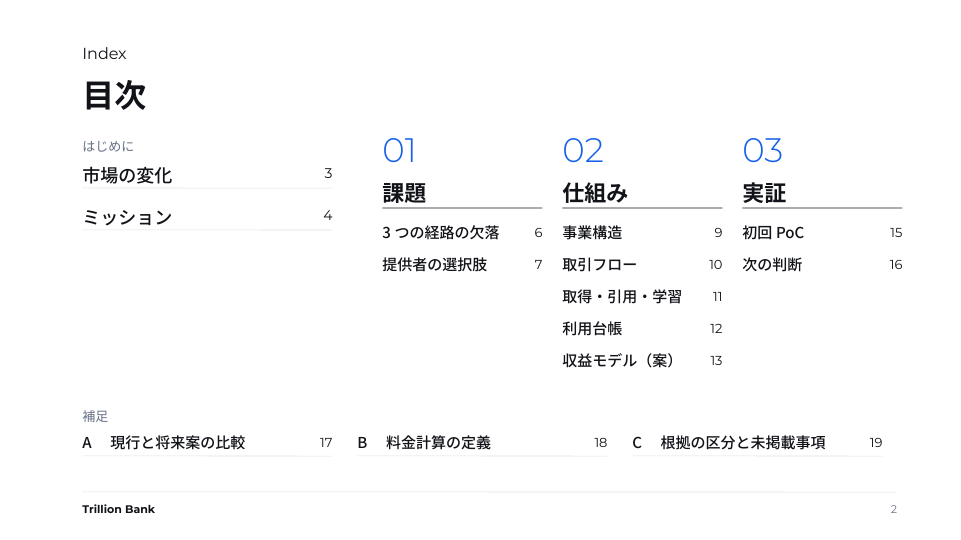 Index
目次
はじめに
市場の変化 3
ミッション 4
01
課題
3 つの経路の欠落 6
提供者の選択肢 7
02
仕組み
事業構造 9
取引フロー 10
取得・引用・学習 11
利用台帳 12
収益モデル（案） 13
03
実証
初回 PoC 15
次の判断 16
補足
A 現行と将来案の比較 17
B 料金計算の定義 18
C 根拠の区分と未掲載事項 19
Trillion Bank 2